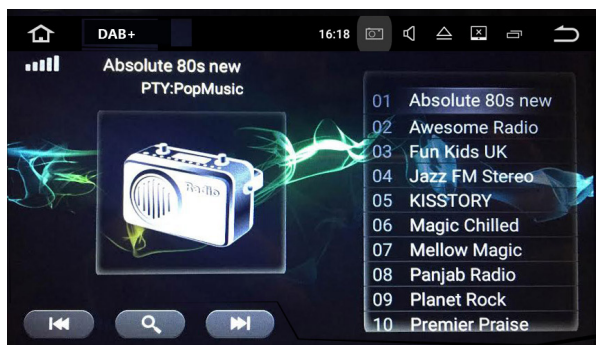 DAB+
16:18
Absolute 80s new
PTY:PopMusic
Radio
01 Absolute 80s new
02 Awesome Radio
03 Fun Kids UK
04 Jazz FM Stereo
05 KISSTORY
06 Magic Chilled
07 Mellow Magic
08 Panjab Radio
09 Planet Rock
10 Premier Praise